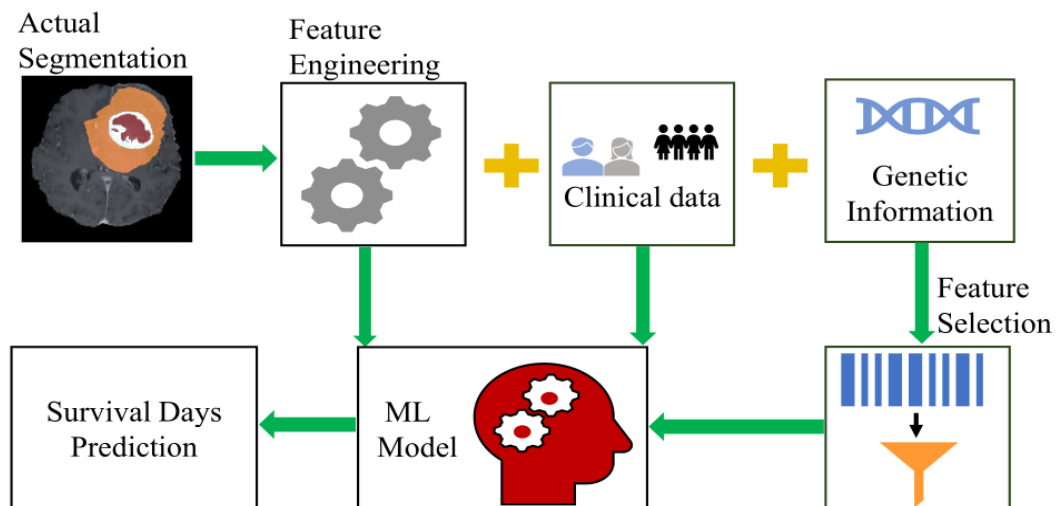 Actual
Segmentation
Feature
Engineering
Clinical data
Genetic
Information
Feature
Selection
ML
Model
Survival Days
Prediction